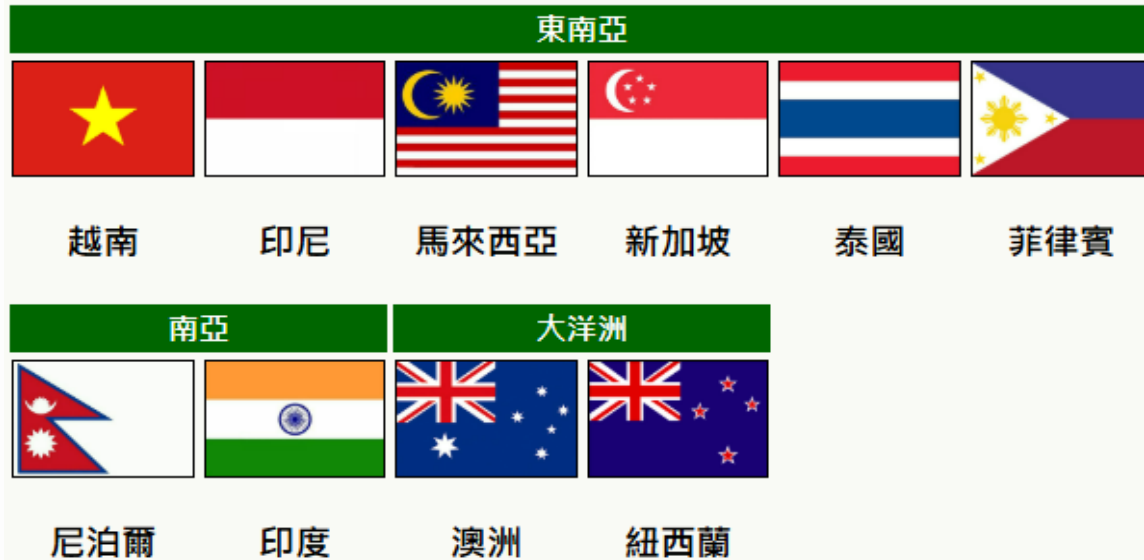 東南亞
越南 印尼 馬來西亞 新加坡 泰國 菲律賓
南亞 大洋洲
尼泊爾 印度 澳洲 紐西蘭